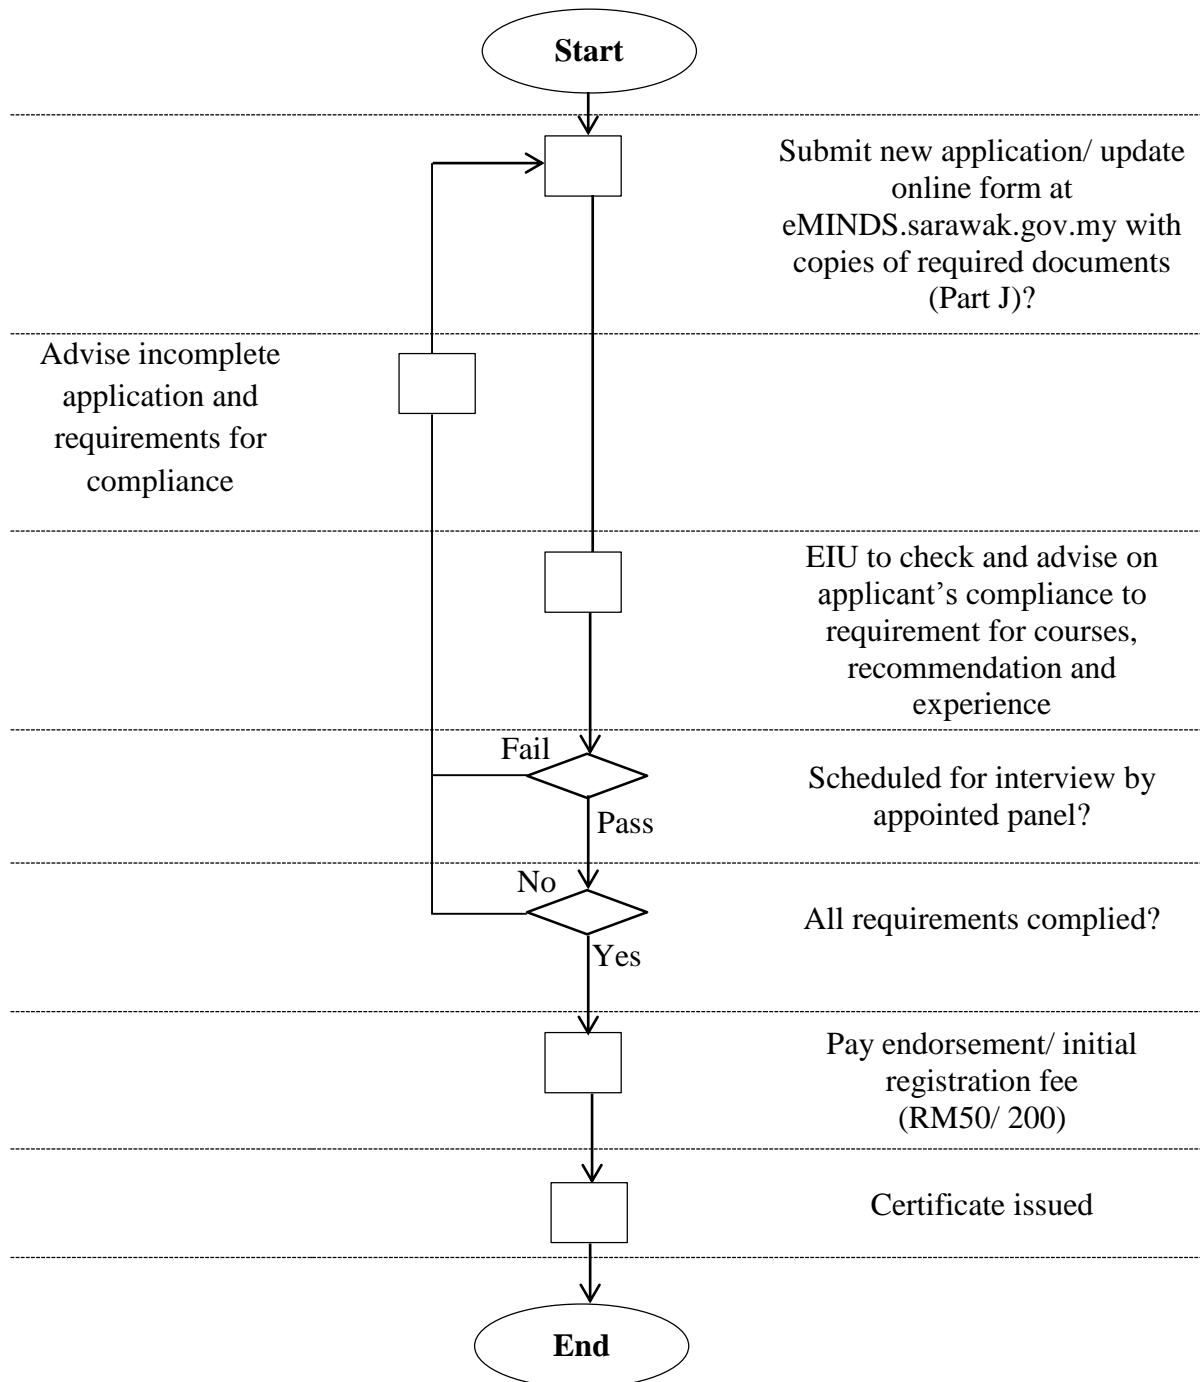 Start
Submit new application/ update
online form at
eMINDS.sarawak.gov.my with
copies of required documents
(Part J)?
Advise incomplete
application and
requirements for
compliance
EIU to check and advise on
applicant’s compliance to
requirement for courses,
recommendation and
experience
Fail
Scheduled for interview by
appointed panel?
Pass
No
All requirements complied?
Yes
Pay endorsement/ initial
registration fee
(RM50/ 200)
Certificate issued
End